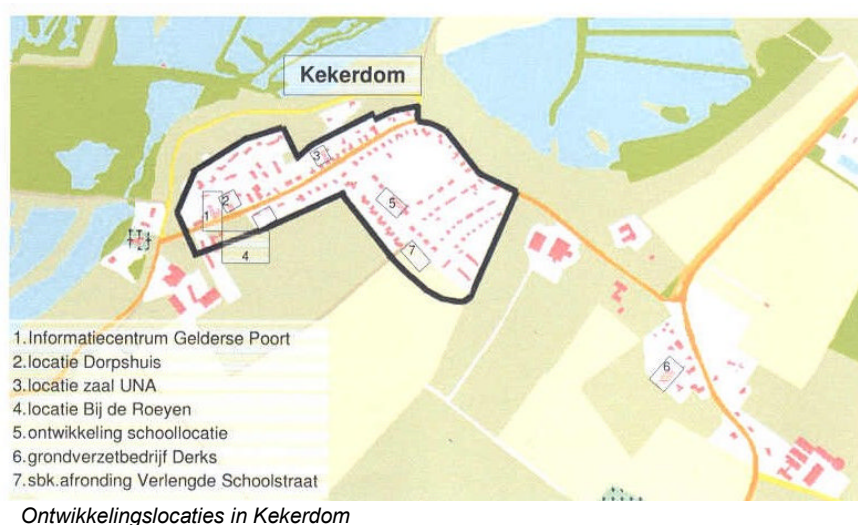 Kekerdom
3
2
1
5
4
7
6
1.Informatiecentrum Gelderse Poort
2.locatie Dorpshuis
3.locatie zaal UNA
4.locatie Bij de Roeyen
5.ontwikkeling schoollocatie
6.grondverzetbedrijf Derks
7.sbk.afronding Verlengde Schoolstraat
Ontwikkelingslocaties in Kekerdom